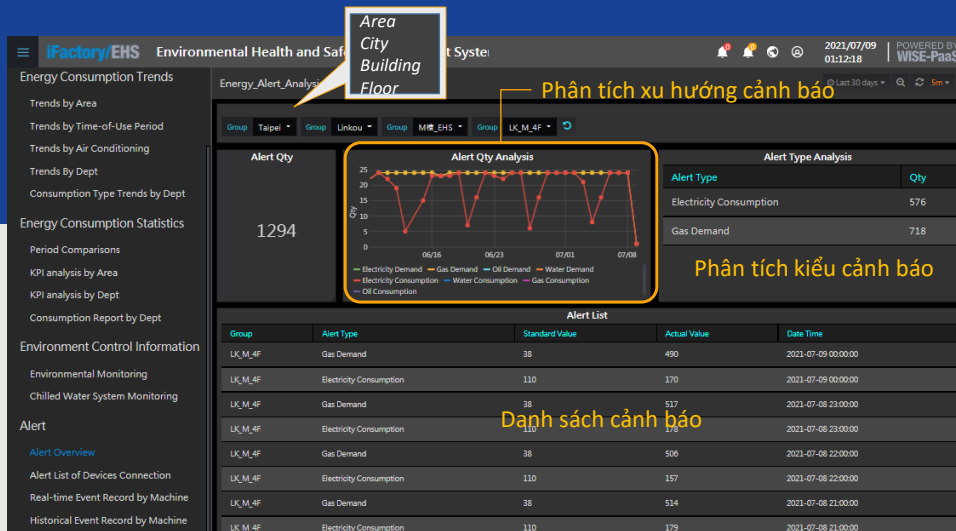 Area
City
Building
Floor
iFactory/EHS
Environmental Health and Saf
t Syste
2021/07/09
01:12:18
POWERED BY
WISE-PaaS
Energy Consumption Trends
Trends by Area
Trends by Time-of-Use Period
Trends by Air Conditioning
Trends By Dept
Consumption Type Trends by Dept
Energy Consumption Statistics
Period Comparisons
KPI analysis by Area
KPI analysis by Dept
Consumption Report by Dept
Environment Control Information
Environmental Monitoring
Chilled Water System Monitoring
Alert
Alert Overview
Alert List of Devices Connection
Real-time Event Record by Machine
Historical Event Record by Machine
Energy_Alert_Analysis
Phân tích xu hướng cảnh báo
Last 30 days
5m
Group Taipei Group Linkou Group M棟_EHS Group LK_M_4F
Alert Qty
1294
Alert Qty Analysis
Qty
25
20
15
10
5
0
06/16 06/23 07/01 07/08
Electricity Demand Gas Demand Oil Demand Water Demand
Electricity Consumption Water Consumption Gas Consumption
Oil Consumption
Alert Type Analysis
Alert Type Qty
Electricity Consumption 576
Gas Demand 718
Phân tích kiểu cảnh báo
Alert List
Group Alert Type Standard Value Actual Value Date Time
LK_M_4F Gas Demand 38 490 2021-07-09 00:00:00
LK_M_4F Electricity Consumption 110 170 2021-07-09 00:00:00
LK_M_4F Gas Demand 38 517 2021-07-08 23:00:00
Danh sách cảnh báo
LK_M_4F Electricity Consumption 110 178 2021-07-08 23:00:00
LK_M_4F Gas Demand 38 506 2021-07-08 22:00:00
LK_M_4F Electricity Consumption 110 157 2021-07-08 22:00:00
LK_M_4F Gas Demand 38 514 2021-07-08 21:00:00
LK_M_4F Electricity Consumption 110 179 2021-07-08 21:00:00